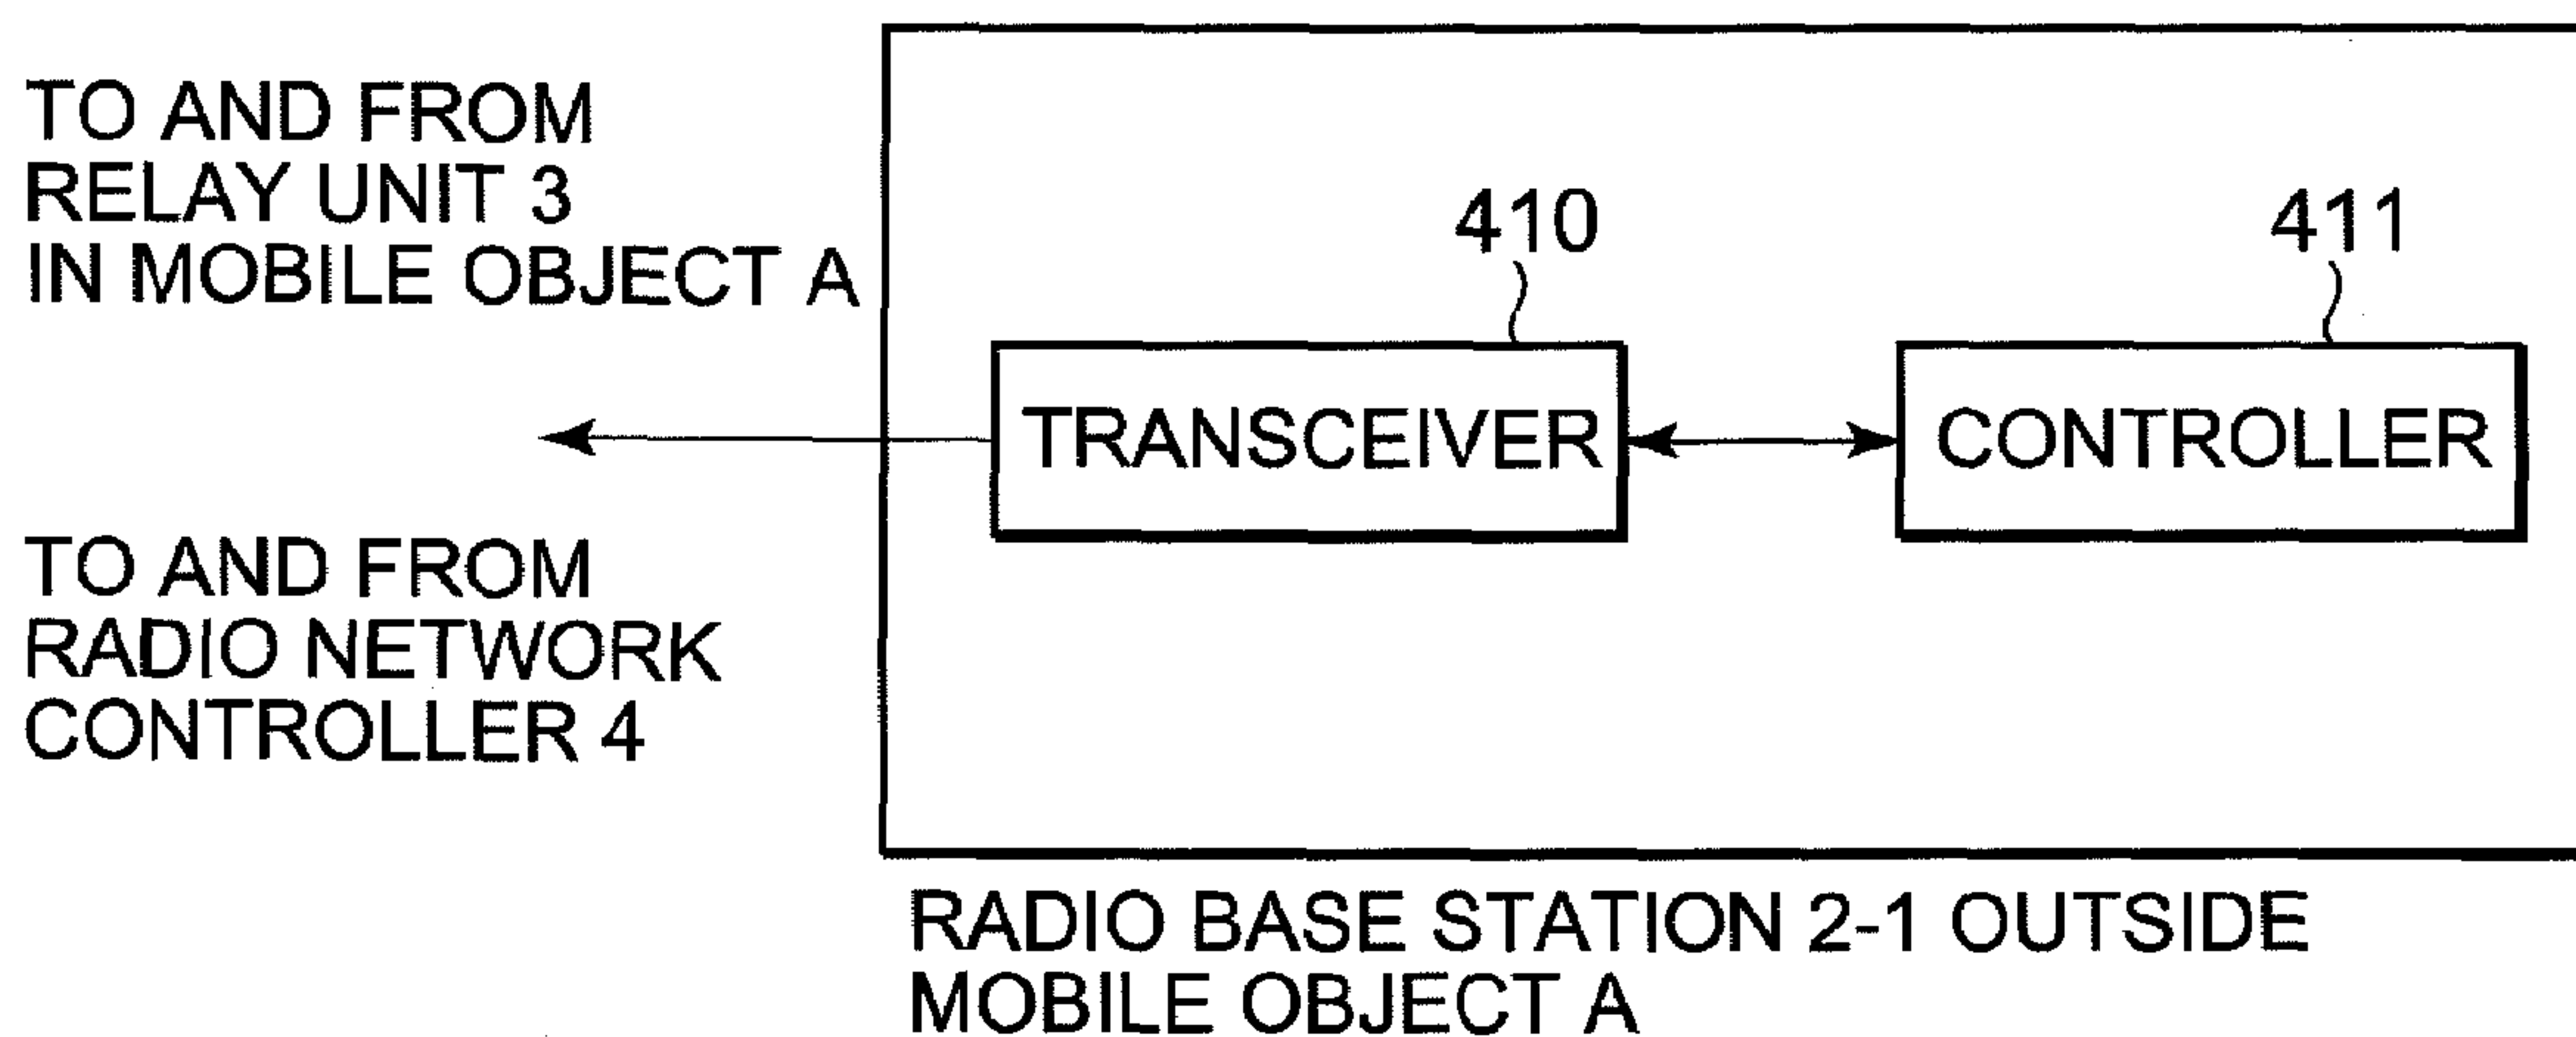 TO AND FROM
RELAY UNIT 3
IN MOBILE OBJECT A
410
411
TRANSCEIVER
CONTROLLER
TO AND FROM
RADIO NETWORK
CONTROLLER 4
RADIO BASE STATION 2-1 OUTSIDE
MOBILE OBJECT A